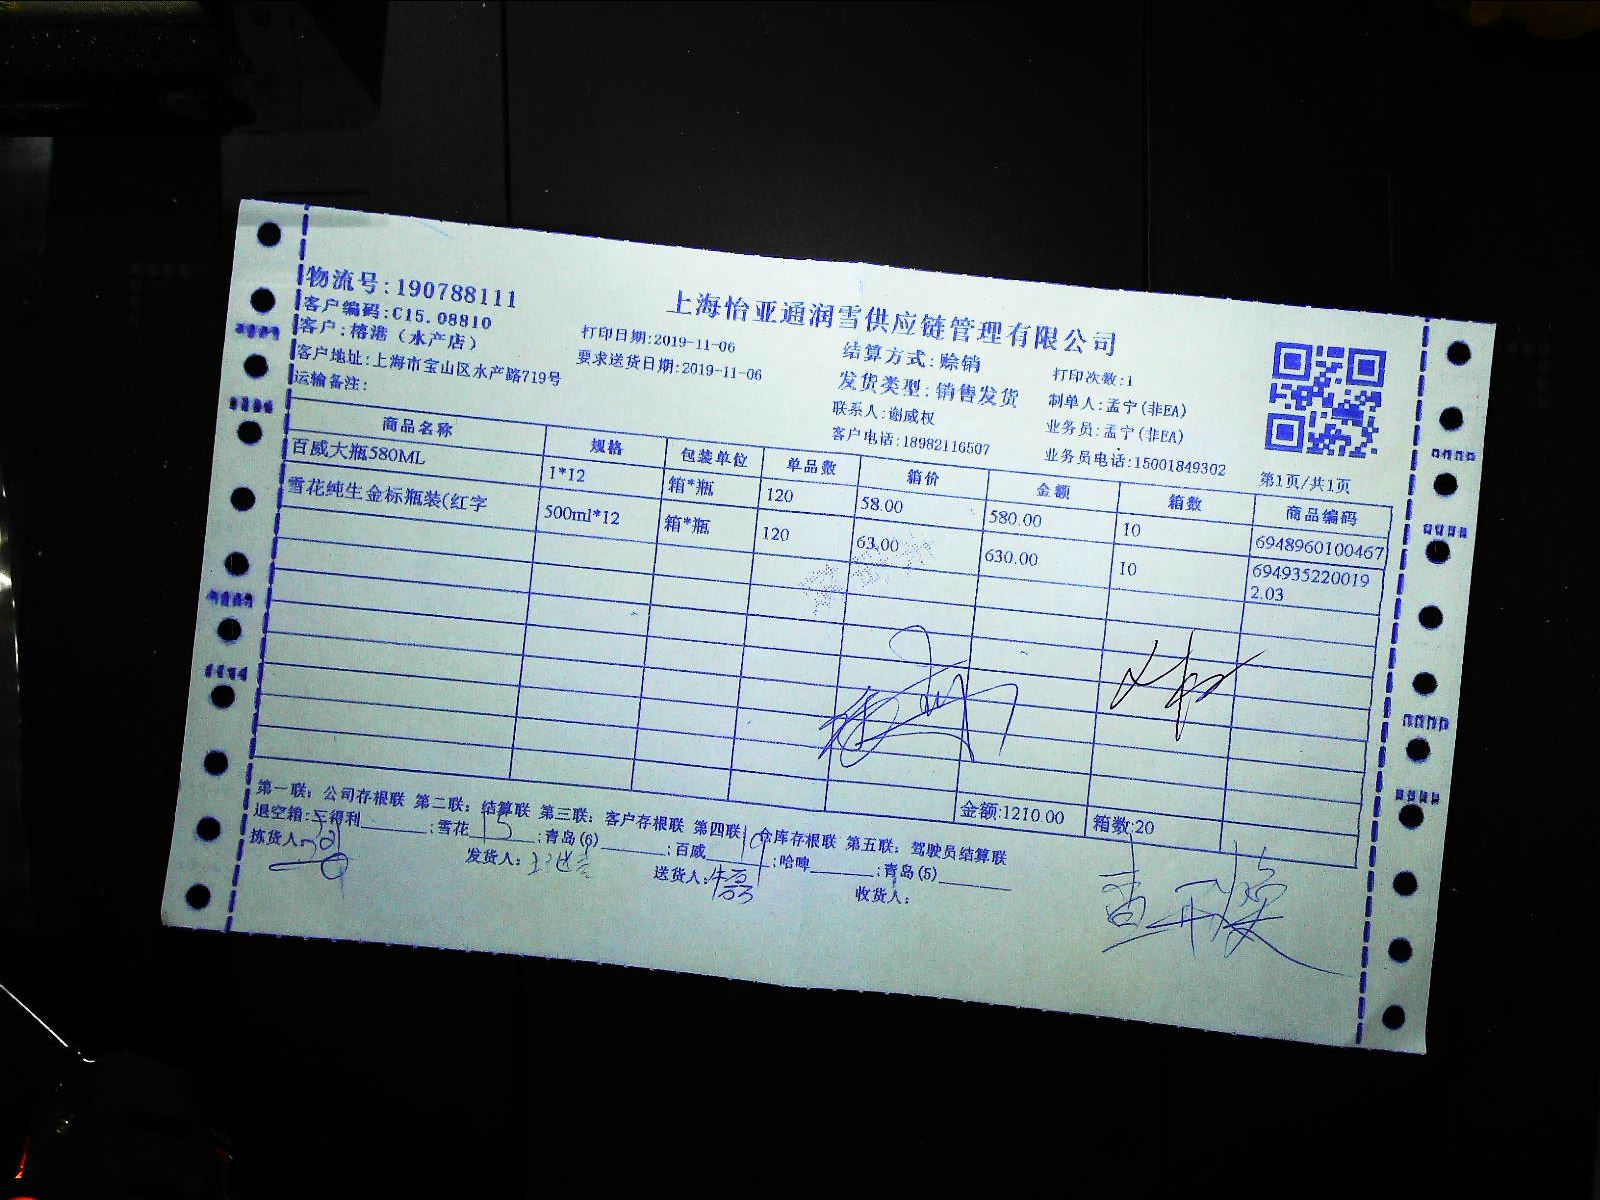 上海怡亚通润雪供应链管理有限公司
物流号:190788111
客户编码:C15.08810
客户:榕港（水产店）
客户地址:上海市宝山区水产路719号
运输备注:
打印日期:2019-11-06
要求送货日期:2019-11-06
结算方式:赊销
发货类型:销售发货
联系人:谢威权
客户电话:18982116507
打印次数:1
制单人:孟宁(非EA)
业务员:孟宁(非EA)
业务员电话:15001849302
第1页/共1页
商品名称 规格 包装单位 单品数 箱价 金额 箱数 商品编码
百威大瓶580ML 1*12 箱*瓶 120 58.00 580.00 10 6948960100467
雪花纯生金标瓶装(红字 500ml*12 箱*瓶 120 63.00 630.00 10 694935220019
2.03
金额:1210.00 箱数:20
第一联：公司存根联 第二联：结算联 第三联：客户存根联 第四联：仓库存根联 第五联：驾驶员结算联
退空箱:三得利 ;雪花 15 ;青岛(6) ;百威 ;哈啤 ;青岛(5)
拣货人: 发货人: 送货人: 收货人: